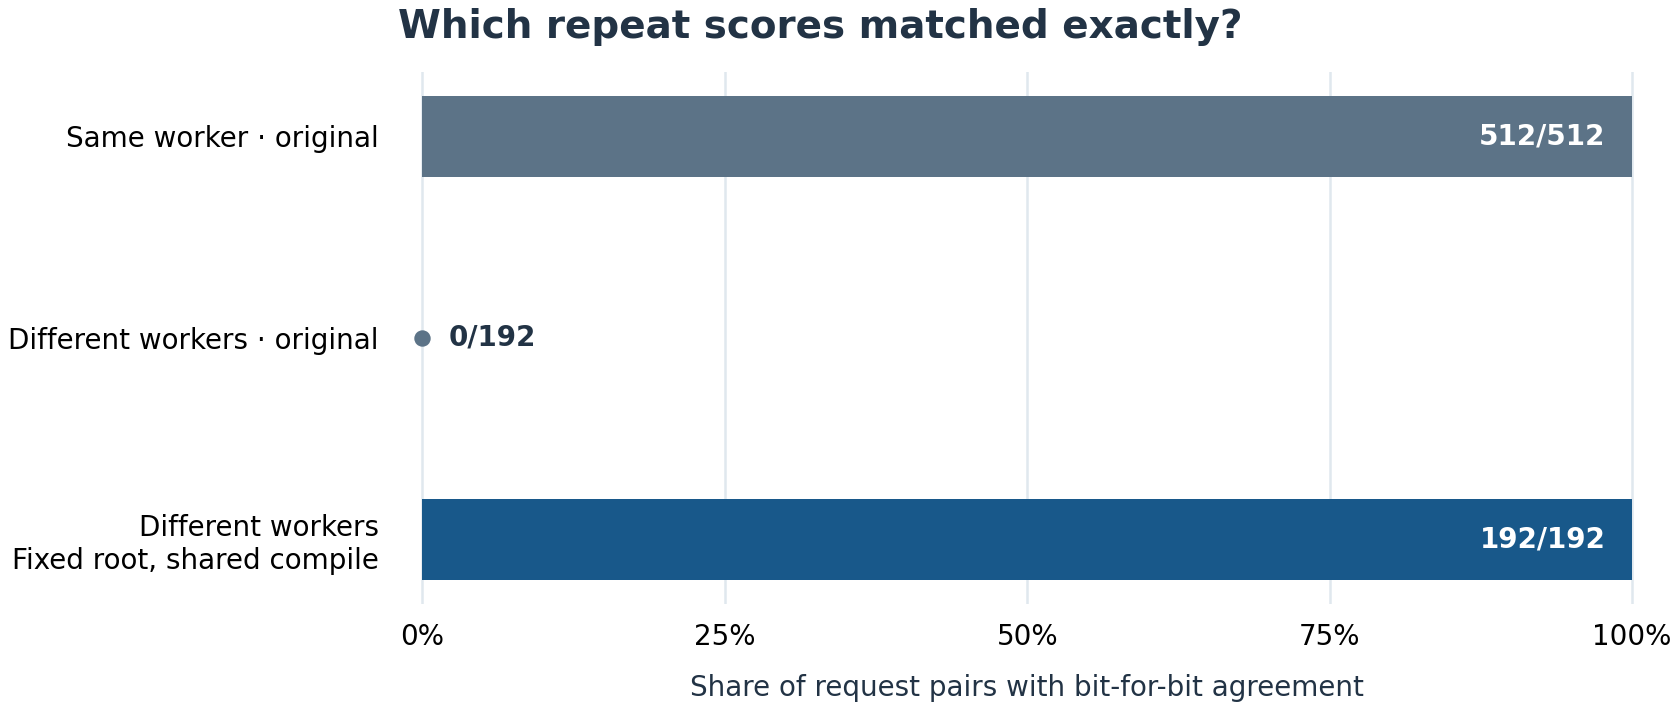 Which repeat scores matched exactly?
Same worker · original
512/512
Different workers · original
0/192
Different workers
Fixed root, shared compile
192/192
0%
25%
50%
75%
100%
Share of request pairs with bit-for-bit agreement